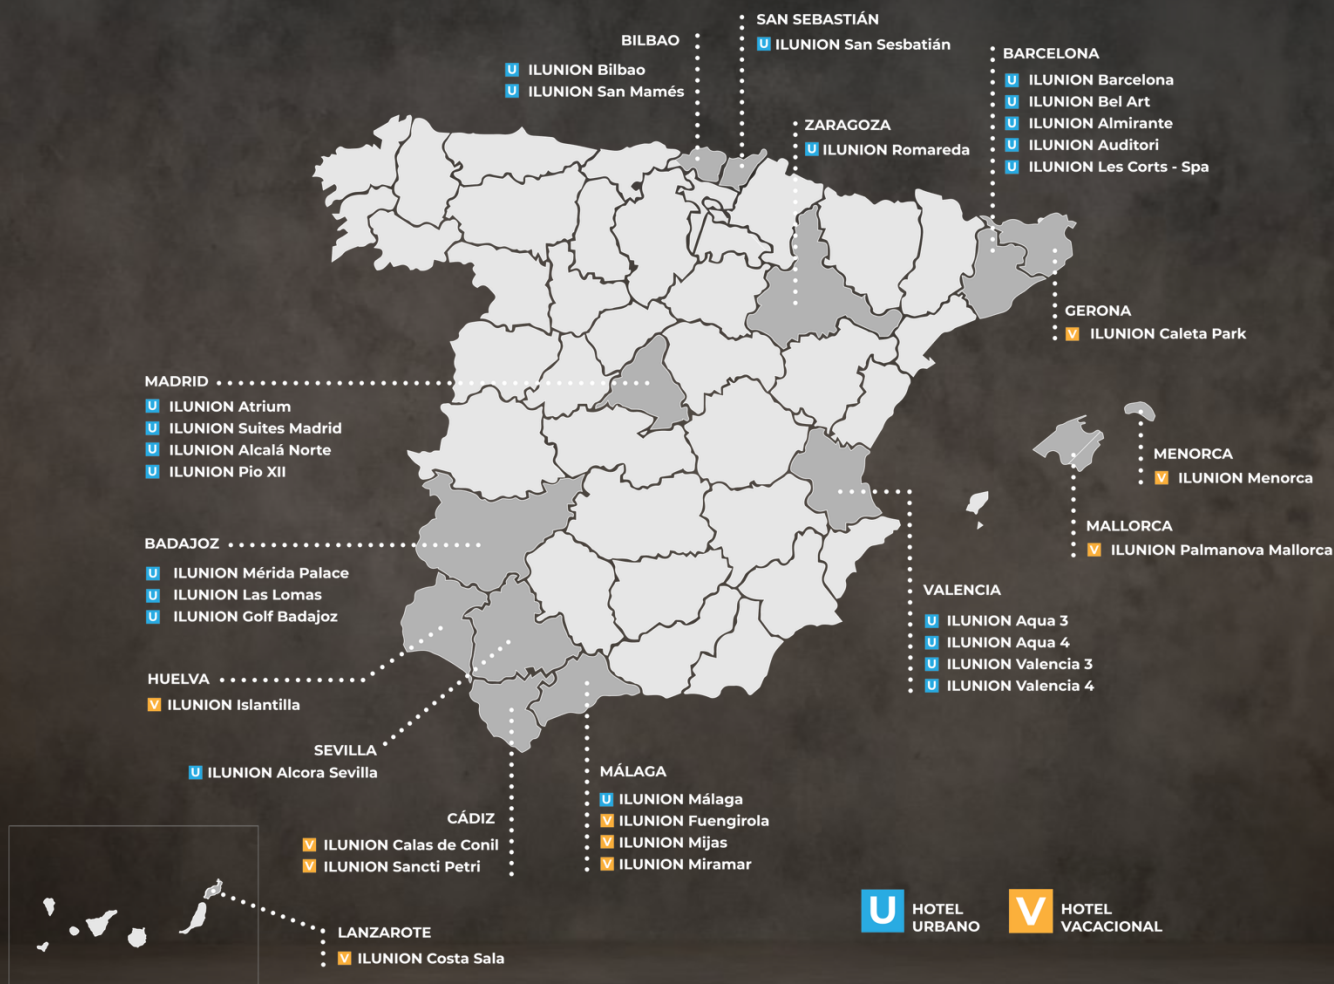 SAN SEBASTIÁN
U ILUNION San Sesbatián
BILBAO
U ILUNION Bilbao
U ILUNION San Mamés
BARCELONA
U ILUNION Barcelona
U ILUNION Bel Art
U ILUNION Almirante
U ILUNION Auditori
U ILUNION Les Corts - Spa
ZARAGOZA
U ILUNION Romareda
GERONA
V ILUNION Caleta Park
MADRID
U ILUNION Atrium
U ILUNION Suites Madrid
U ILUNION Alcalá Norte
U ILUNION Pio XII
MENORCA
V ILUNION Menorca
MALLORCA
V ILUNION Palmanova Mallorca
BADAJOZ
U ILUNION Mérida Palace
U ILUNION Las Lomas
U ILUNION Golf Badajoz
VALENCIA
U ILUNION Aqua 3
U ILUNION Aqua 4
U ILUNION Valencia 3
U ILUNION Valencia 4
HUELVA
V ILUNION Islantilla
SEVILLA
U ILUNION Alcora Sevilla
MÁLAGA
U ILUNION Málaga
V ILUNION Fuengirola
V ILUNION Mijas
V ILUNION Miramar
CÁDIZ
V ILUNION Calas de Conil
V ILUNION Sancti Petri
LANZAROTE
V ILUNION Costa Sala
U HOTEL
URBANO
V HOTEL
VACACIONAL